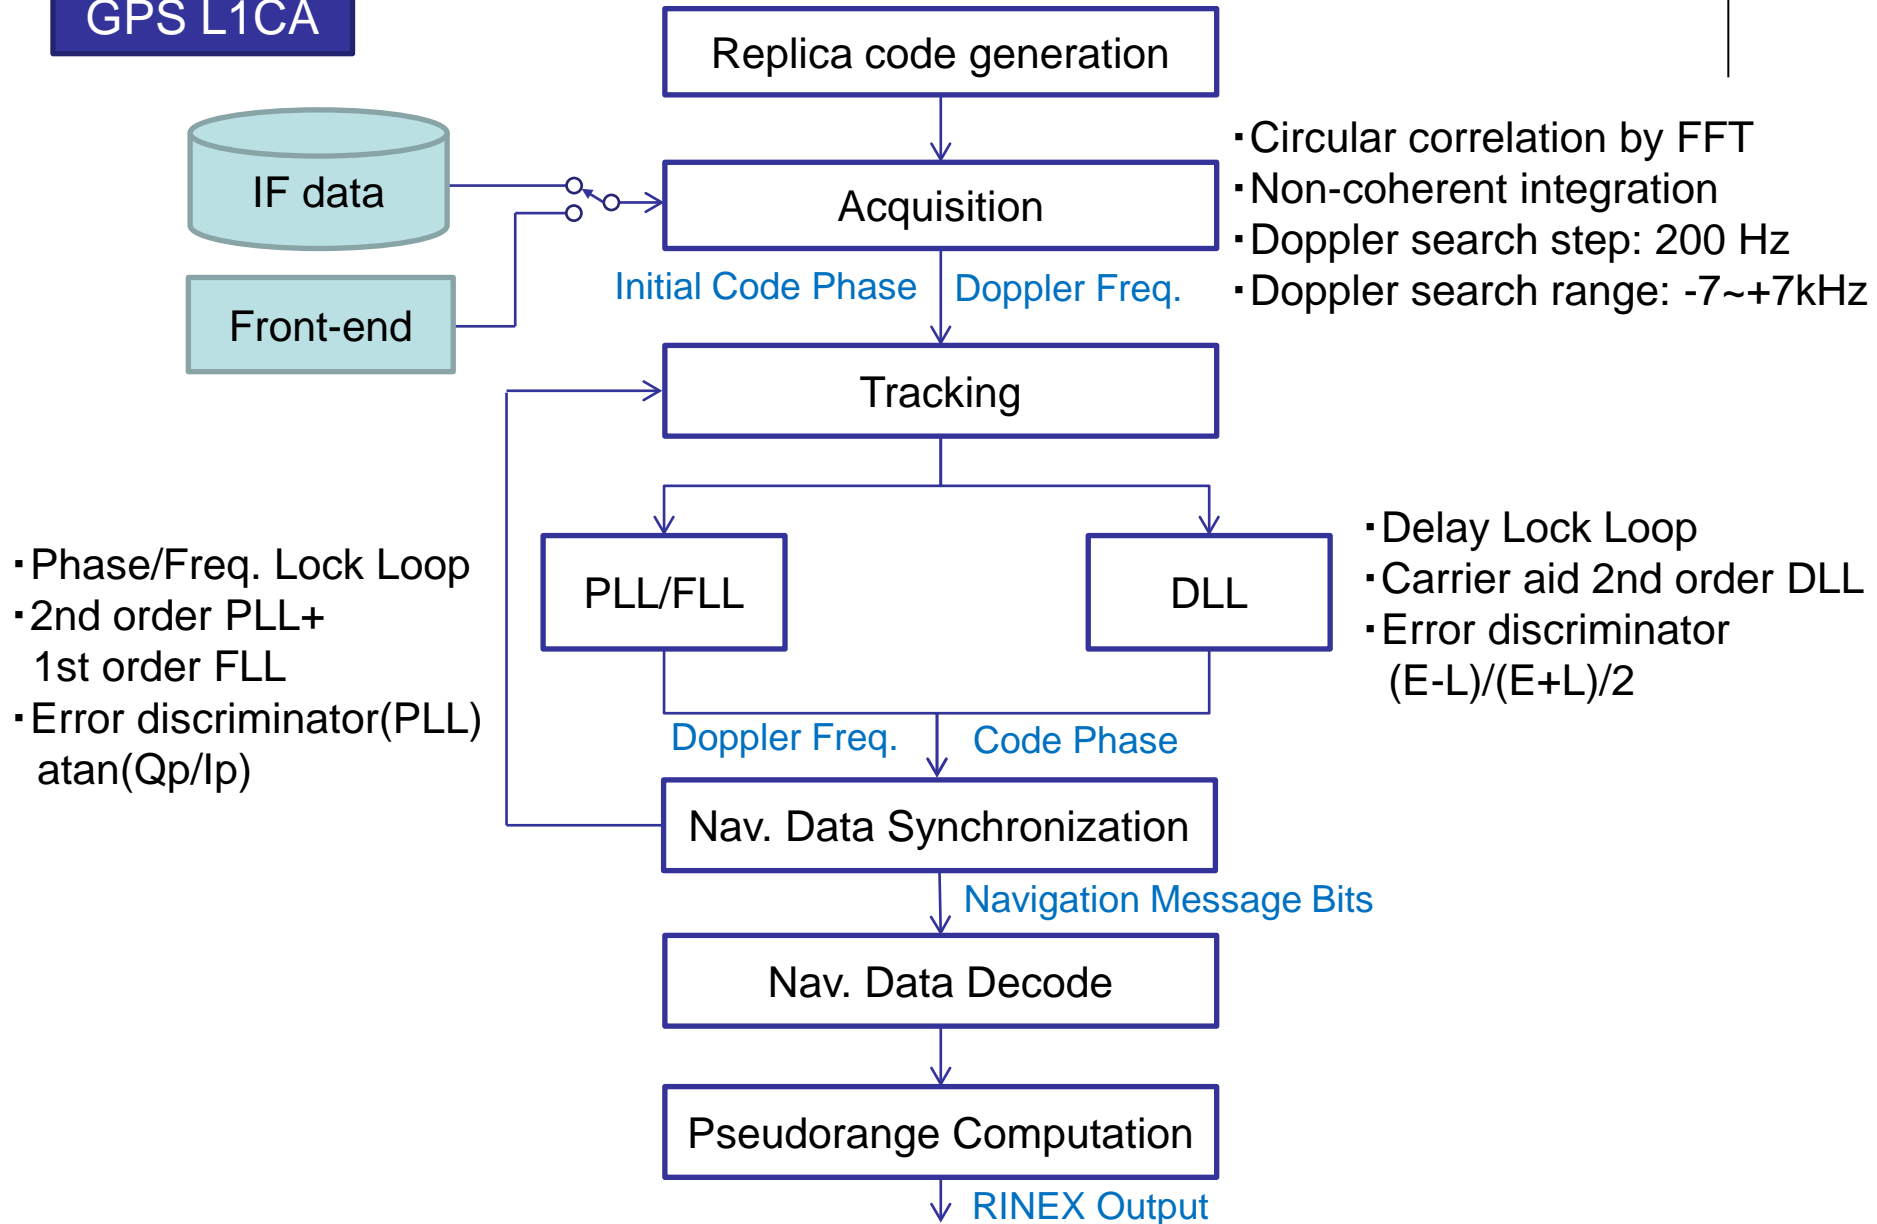 GPS L1CA
Replica code generation
IF data
Acquisition
・Circular correlation by FFT
・Non-coherent integration
・Doppler search step: 200 Hz
・Doppler search range: -7~+7kHz
Initial Code Phase
Doppler Freq.
Front-end
Tracking
・Phase/Freq. Lock Loop
・2nd order PLL+
1st order FLL
・Error discriminator(PLL)
atan(Qp/Ip)
PLL/FLL
DLL
・Delay Lock Loop
・Carrier aid 2nd order DLL
・Error discriminator
(E-L)/(E+L)/2
Doppler Freq.
Code Phase
Nav. Data Synchronization
Navigation Message Bits
Nav. Data Decode
Pseudorange Computation
RINEX Output